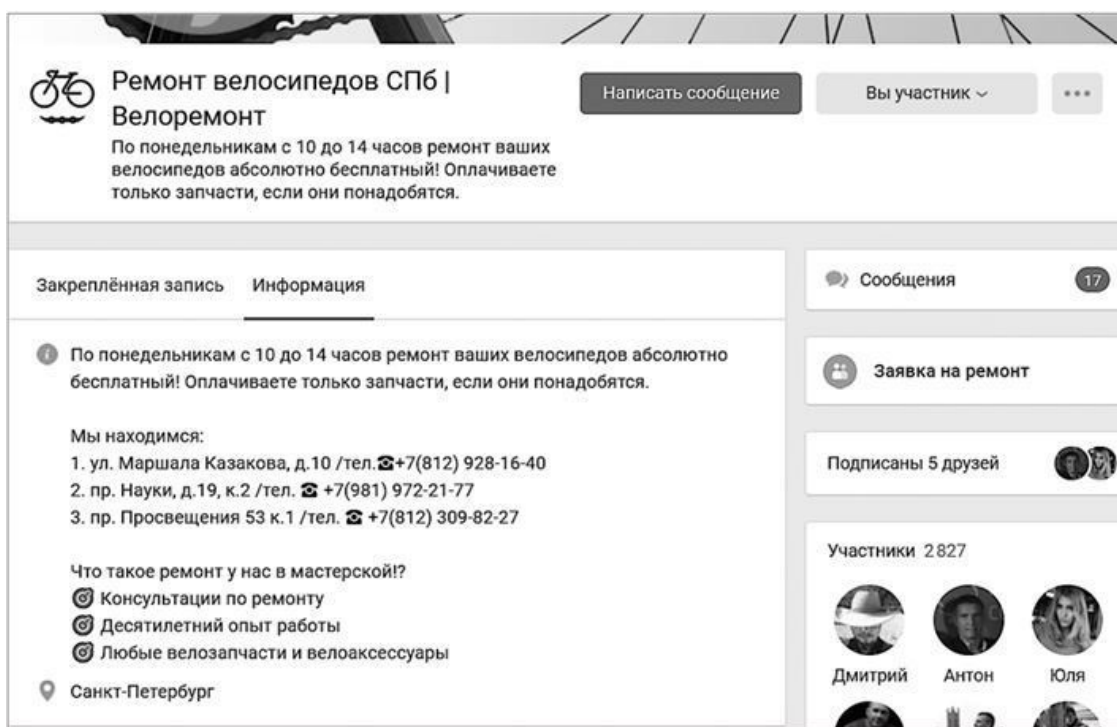 Ремонт велосипедов СПб |
Велоремонт
По понедельникам с 10 до 14 часов ремонт ваших
велосипедов абсолютно бесплатный! Оплачиваете
только запчасти, если они понадобятся.
Написать сообщение
Вы участник
Закреплённая запись Информация
По понедельникам с 10 до 14 часов ремонт ваших велосипедов абсолютно
бесплатный! Оплачиваете только запчасти, если они понадобятся.
Мы находимся:
1. ул. Маршала Казакова, д.10 /тел.☎+7(812) 928-16-40
2. пр. Науки, д.19, к.2 /тел. ☎ +7(981) 972-21-77
3. пр. Просвещения 53 к.1 /тел. ☎ +7(812) 309-82-27
Что такое ремонт у нас в мастерской!?
Консультации по ремонту
Десятилетний опыт работы
Любые велозапчасти и велоаксессуары
Санкт-Петербург
Сообщения 17
Заявка на ремонт
Подписаны 5 друзей
Участники 2 827
Дмитрий Антон Юля